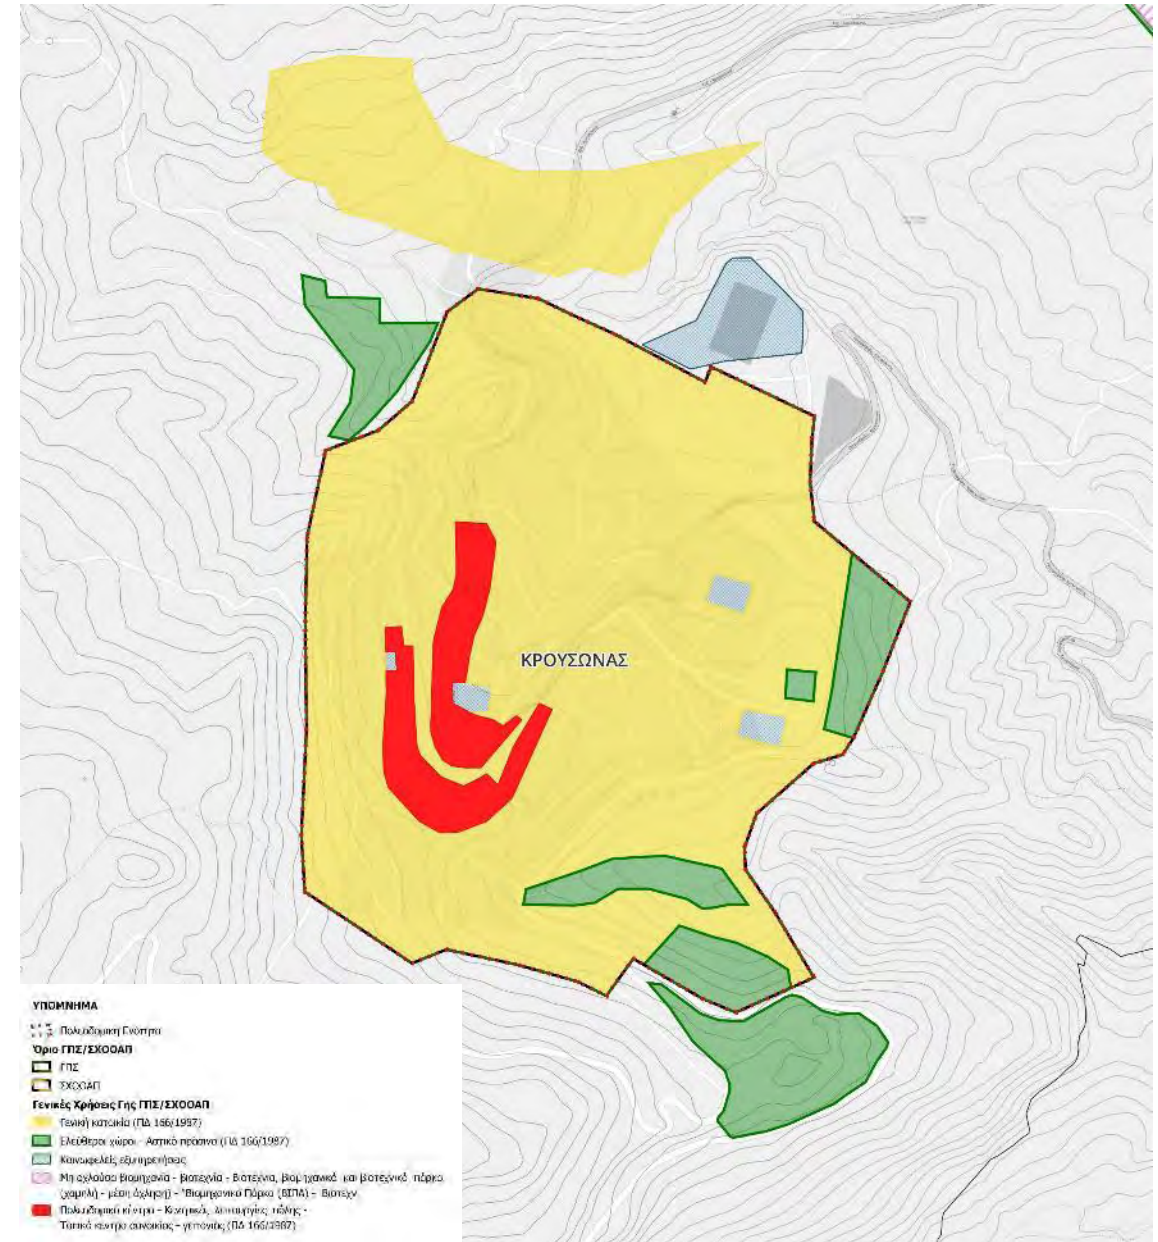 ΚΡΟΥΣΩΝΑΣ
ΥΠΟΜΝΗΜΑ
Πολεοδομική Ενότητα
Όριο ΓΠΣ/ΣΧΟΟΑΠ
ΓΠΣ
ΣΧΟΟΑΠ
Γενικές Χρήσεις Γης ΓΠΣ/ΣΧΟΟΑΠ
Γενική κατοικία (ΠΔ 166/1987)
Ελεύθεροι χώροι - Αστικό πράσινο (ΠΔ 166/1987)
Κοινωφελείς εξυπηρετήσεις
Μη οχλούσα βιομηχανία - βιοτεχνία - Βιοτεχνία, βιομηχανικό και βιοτεχνικό πάρκο
(χαμηλή - μέση όχληση) - "Βιομηχανικό Πάρκο (ΒΙΠΑ) - Βιοτεχν
Πολεοδομικό κέντρο - Κεντρικές λειτουργίες πόλης -
Τοπικό κέντρο συνοικίας - γειτονιάς (ΠΔ 166/1987)